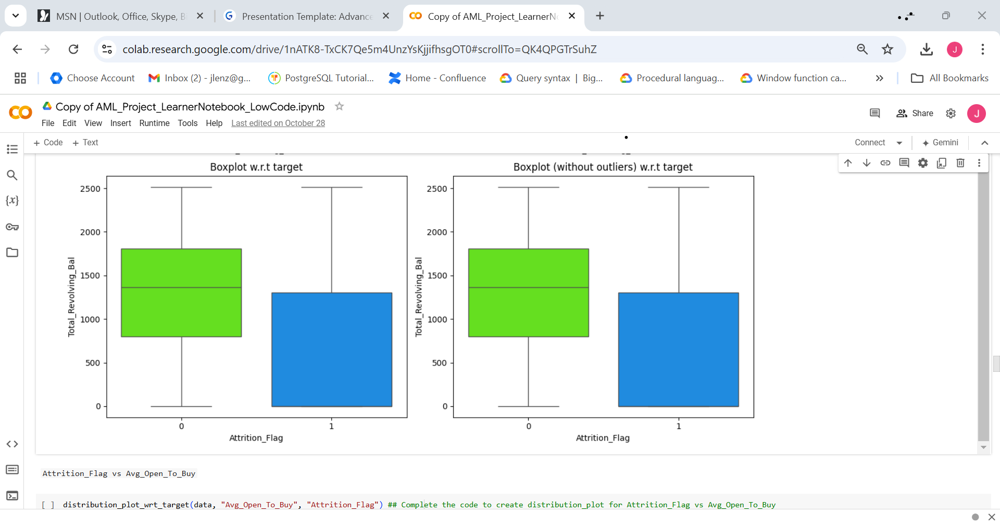 MSN | Outlook, Office, Skype, B
Presentation Template: Advance
Copy of AML_Project_LearnerN
colab.research.google.com/drive/1nATK8-TxCK7Qe5m4UnzYsKjjifhsgOT0#scrollTo=QK4QPGTrSuhZ
J
Choose Account
Inbox (2) - jlenz@g...
PostgreSQL Tutorial...
Home - Confluence
Query syntax | Big...
Procedural languag...
Window function ca...
All Bookmarks
Copy of AML_Project_LearnerNotebook_LowCode.ipynb
File Edit View Insert Runtime Tools Help Last edited on October 28
Share
J
+ Code + Text
Connect
Gemini
Boxplot w.r.t target
2500
2000
1500
1000
500
0
Total_Revolving_Bal
0 1
Attrition_Flag
Boxplot (without outliers) w.r.t target
2500
2000
1500
1000
500
0
Total_Revolving_Bal
0 1
Attrition_Flag
Attrition_Flag vs Avg_Open_To_Buy
[ ] distribution_plot_wrt_target(data, "Avg_Open_To_Buy", "Attrition_Flag") ## Complete the code to create distribution_plot for Attrition_Flag vs Avg_Open_To_Buy